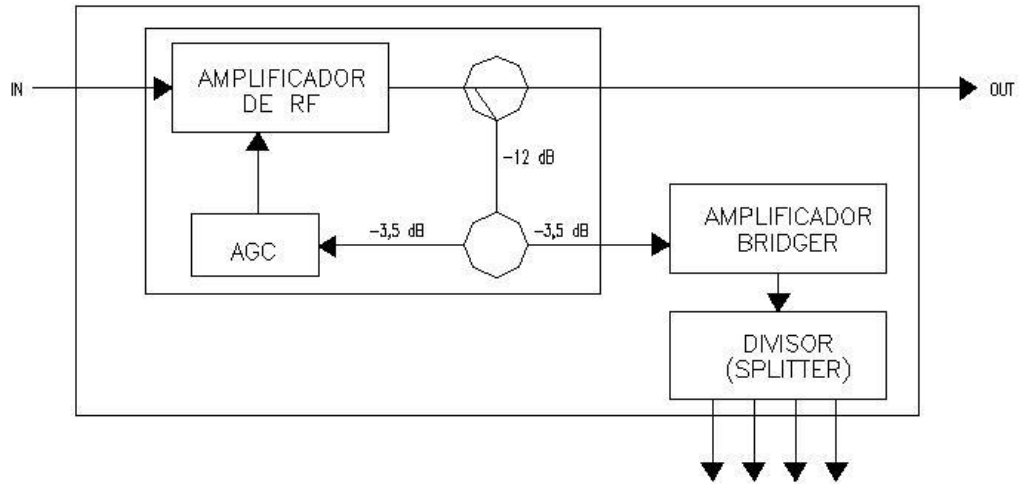 AMPLIFICADOR
DE RF
IN
OUT
-12 dB
AMPLIFICADOR
BRIDGER
-3,5 dB
-3,5 dB
AGC
DIVISOR
(SPLITTER)